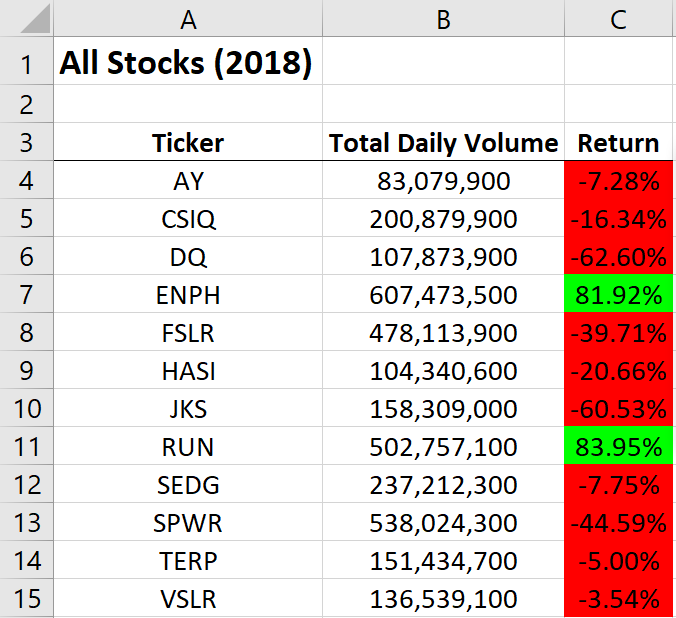 A B C
1 All Stocks (2018)
2
3 Ticker Total Daily Volume Return
4 AY 83,079,900 -7.28%
5 CSIQ 200,879,900 -16.34%
6 DQ 107,873,900 -62.60%
7 ENPH 607,473,500 81.92%
8 FSLR 478,113,900 -39.71%
9 HASI 104,340,600 -20.66%
10 JKS 158,309,000 -60.53%
11 RUN 502,757,100 83.95%
12 SEDG 237,212,300 -7.75%
13 SPWR 538,024,300 -44.59%
14 TERP 151,434,700 -5.00%
15 VSLR 136,539,100 -3.54%